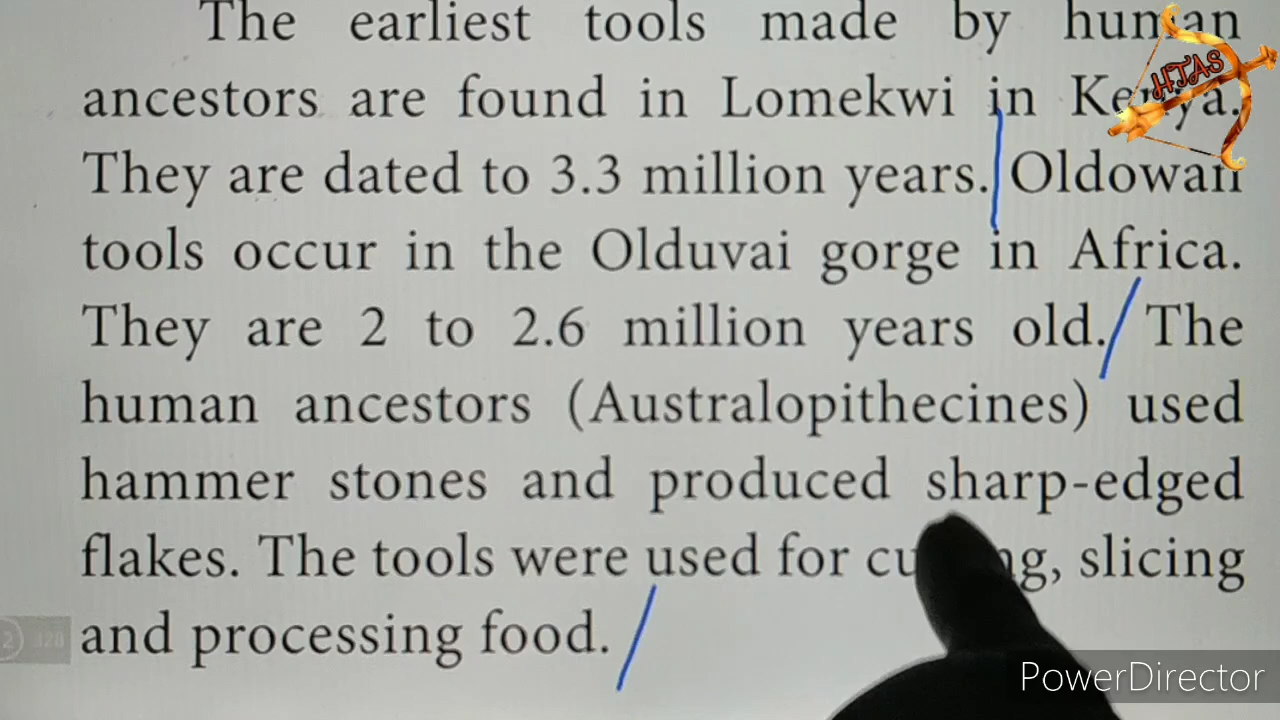 The earliest tools made by human
ancestors are found in Lomekwi in Kenya.
They are dated to 3.3 million years. Oldowan
tools occur in the Olduvai gorge in Africa.
They are 2 to 2.6 million years old. The
human ancestors (Australopithecines) used
hammer stones and produced sharp-edged
flakes. The tools were used for cutting, slicing
and processing food.
HTAS
PowerDirector